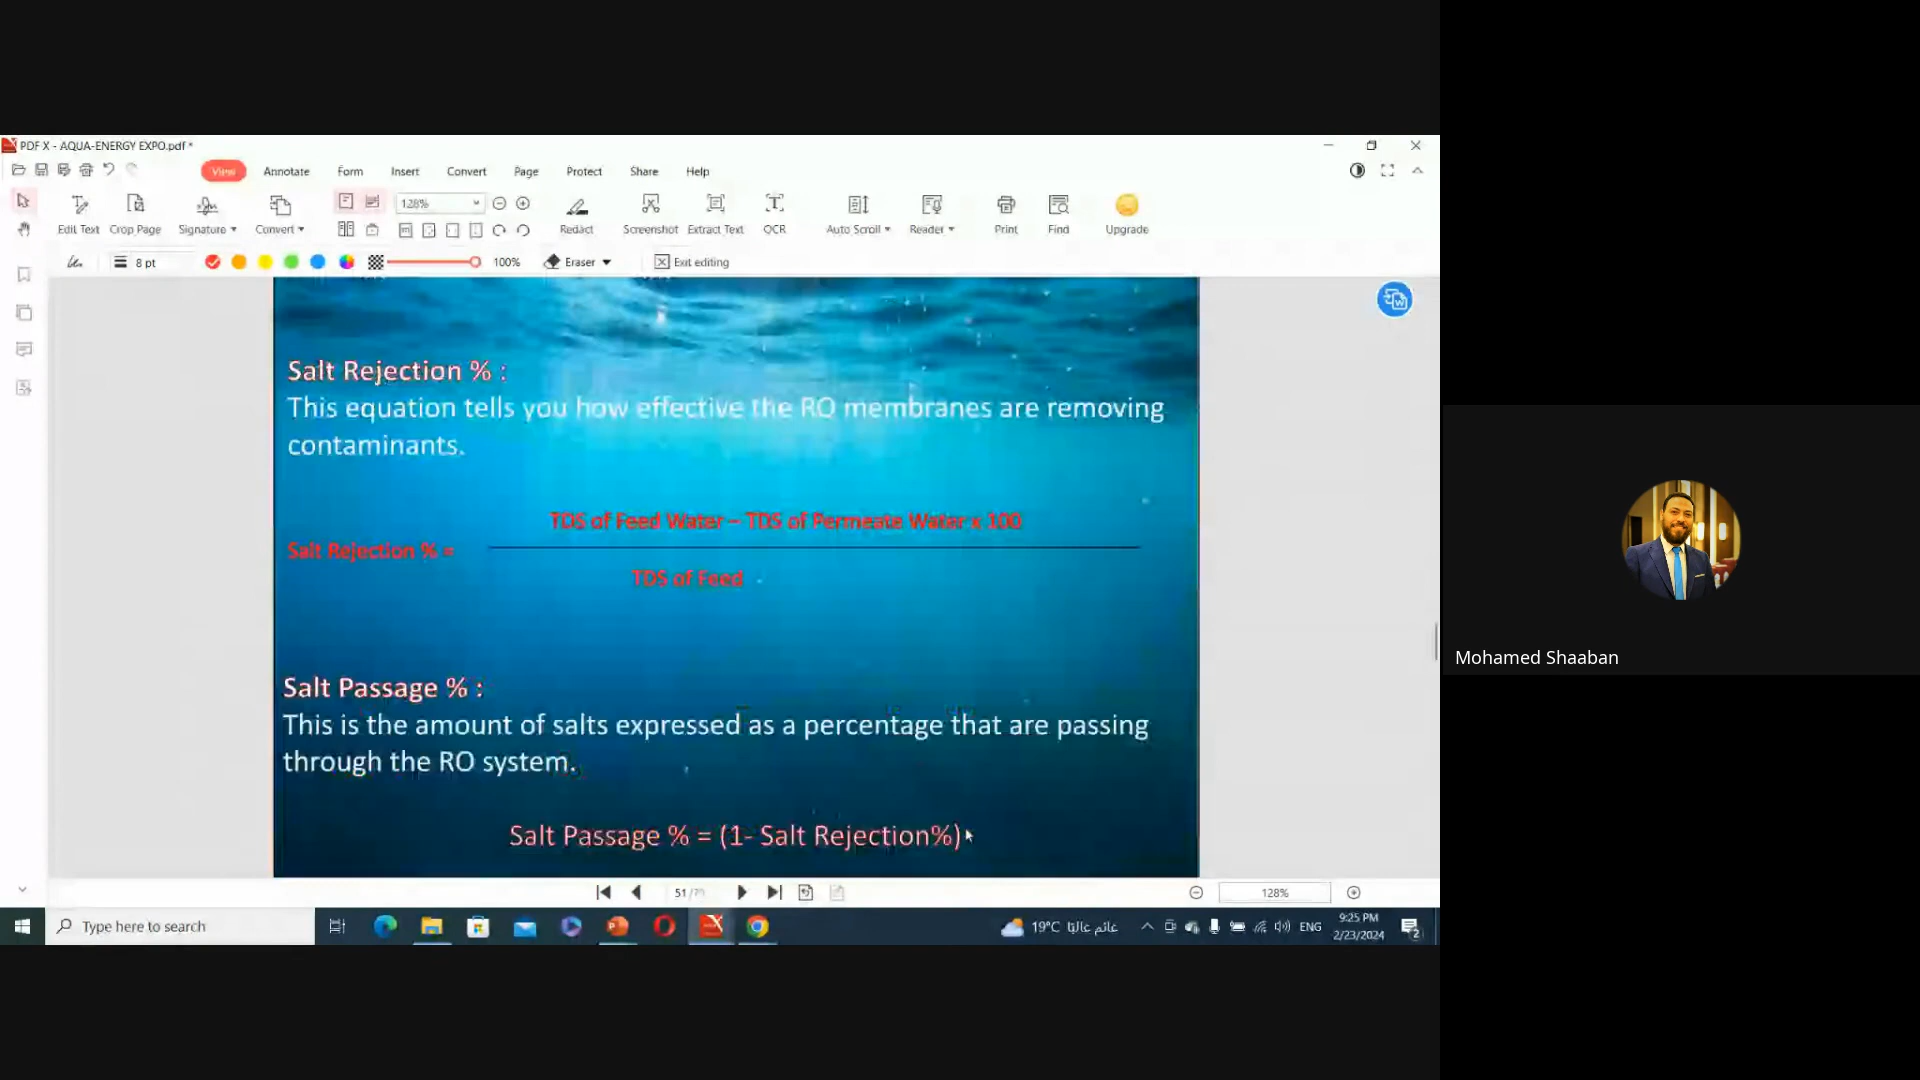 PDF X - AQUA-ENERGY EXPO.pdf *
View Annotate Form Insert Convert Page Protect Share Help
128%
Edit Text Crop Page Signature Convert Redact Screenshot Extract Text OCR Auto Scroll Reader Print Find Upgrade
8 pt 100% Eraser Exit editing
Salt Rejection % :
This equation tells you how effective the RO membranes are removing
contaminants.
TDS of Feed Water – TDS of Permeate Water x 100
Salt Rejection % =
TDS of Feed
Salt Passage % :
This is the amount of salts expressed as a percentage that are passing
through the RO system.
Salt Passage % = (1- Salt Rejection%)
Mohamed Shaaban
51
128%
Type here to search
19°C غائم غالبًا ENG
9:25 PM
2/23/2024
2